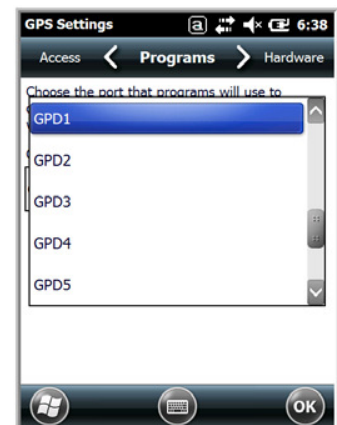 GPS Settings a 6:38
Access Programs Hardware
Choose the port that programs will use to
GPD1
GPD2
GPD3
GPD4
GPD5
OK